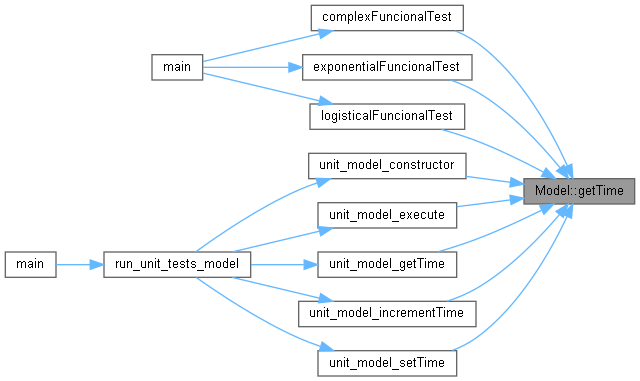 complexFuncionalTest
main
exponentialFuncionalTest
logisticalFuncionalTest
unit_model_constructor
Model::getTime
unit_model_execute
main
run_unit_tests_model
unit_model_getTime
unit_model_incrementTime
unit_model_setTime